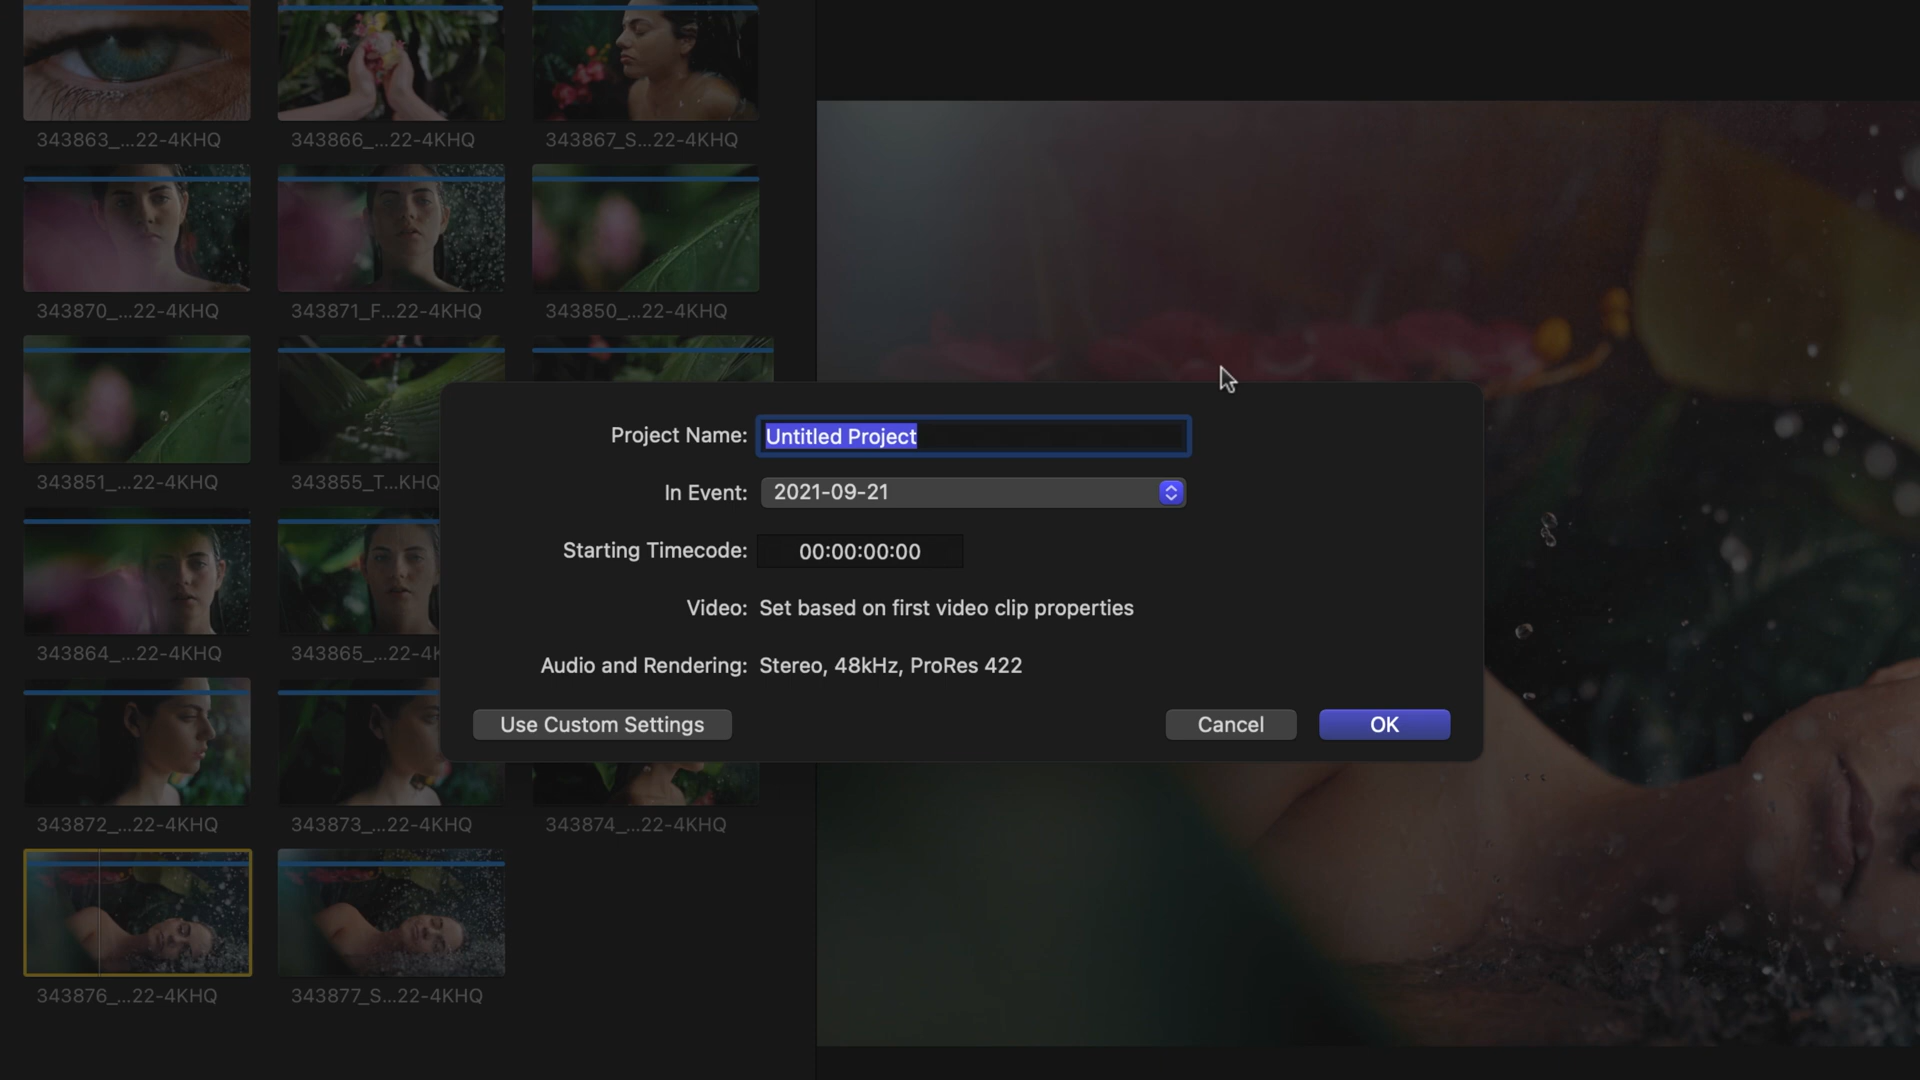 343863_...22-4KHQ
343866_...22-4KHQ
343867_S...22-4KHQ
343870_...22-4KHQ
343871_F...22-4KHQ
343850_...22-4KHQ
343851_...22-4KHQ
343855_T...KHQ
343864_...22-4KHQ
343865_...22-4K
343872_...22-4KHQ
343873_...22-4KHQ
343874_...22-4KHQ
343876_...22-4KHQ
343877_S...22-4KHQ
Project Name: Untitled Project
In Event: 2021-09-21
Starting Timecode: 00:00:00:00
Video: Set based on first video clip properties
Audio and Rendering: Stereo, 48kHz, ProRes 422
Use Custom Settings Cancel OK